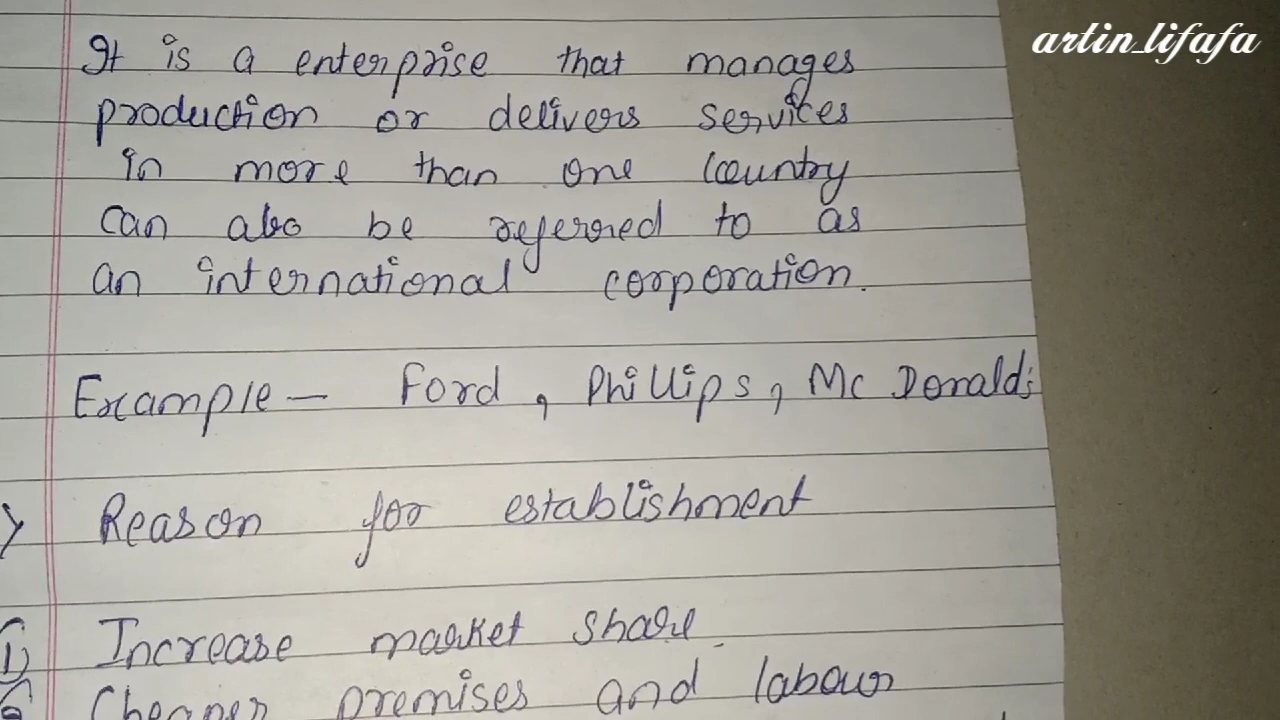 artin_lifafa
It is a enterprise that manages
production or delivers services
in more than one country
can also be referred to as
an international corporation.
Example - Ford, Phillips, Mc Donalds
> Reason for establishment
1) Increase market share.
Cheaper premises and labour